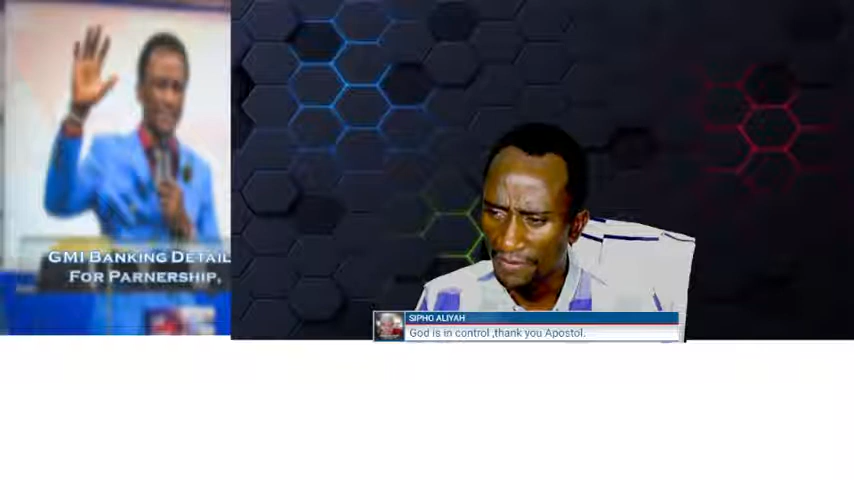 GMI BANKING DETAIL
FOR PARNERSHIP,
SIPHO ALIYAH
God is in control ,thank you Apostol.